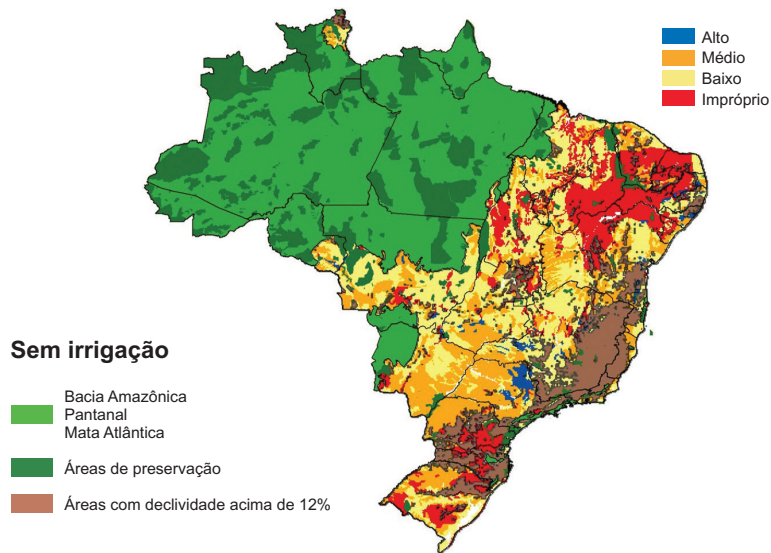 Alto
Médio
Baixo
Impróprio
Sem irrigação
Bacia Amazônica
Pantanal
Mata Atlântica
Áreas de preservação
Áreas com declividade acima de 12%